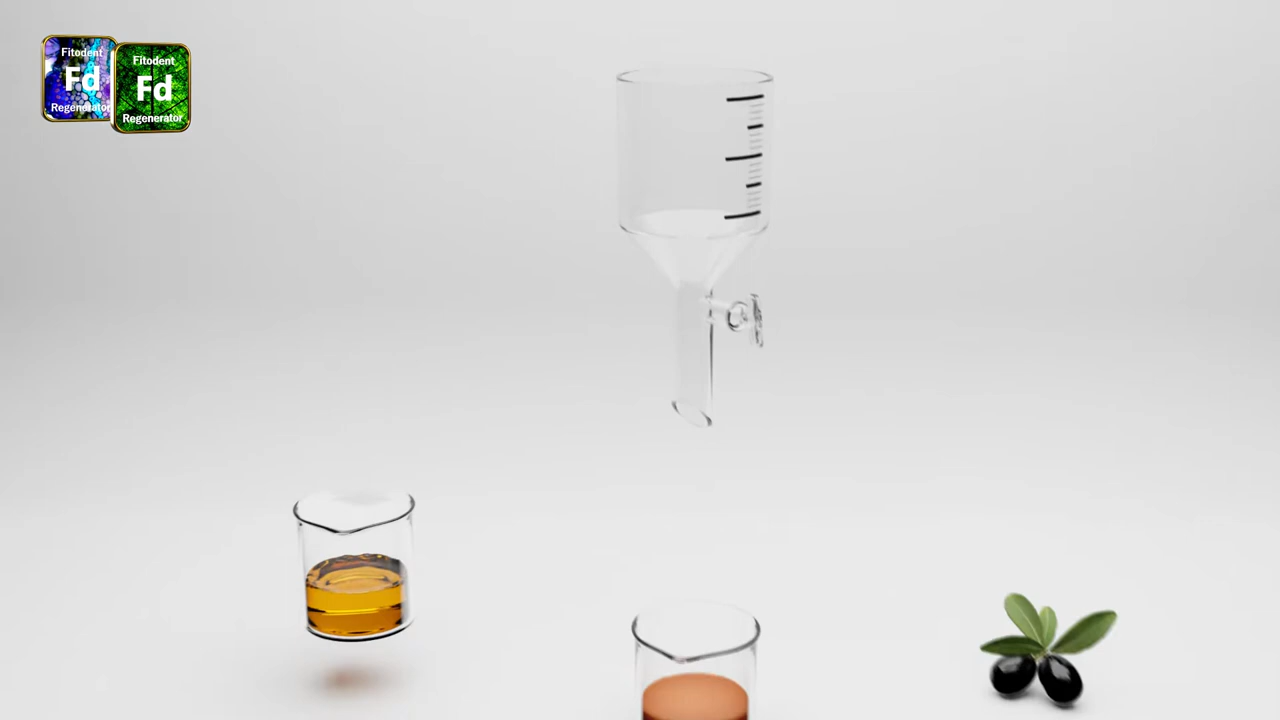 Fitodent
Fd
Regenerator
Fitodent
Fd
Regenerator